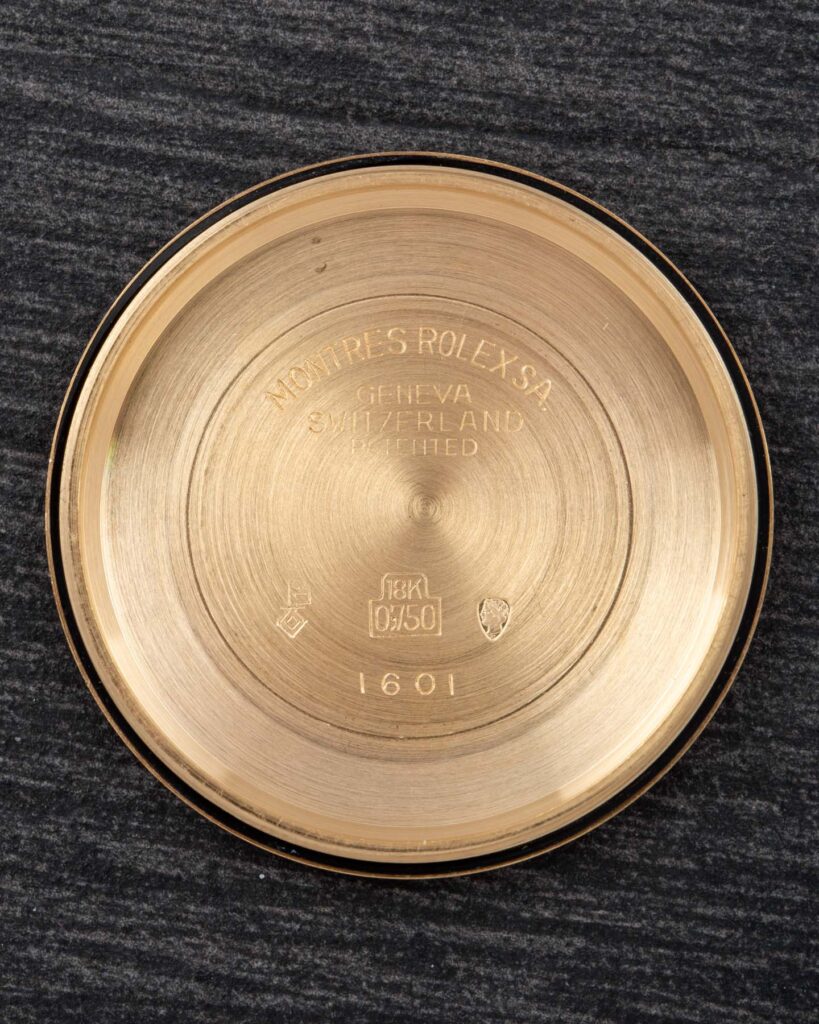 MONTRES ROLEX S.A.
GENEVA
SWITZERLAND
PATENTED
18K
0,750
1601